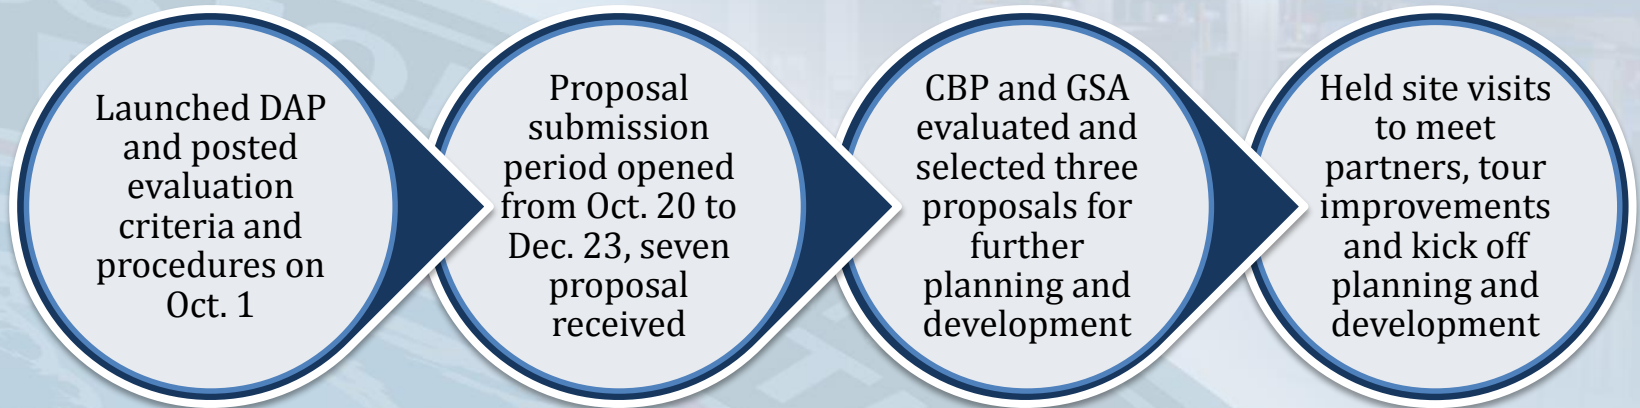 Launched DAP
and posted
evaluation
criteria and
procedures on
Oct. 1
Proposal
submission
period opened
from Oct. 20 to
Dec. 23, seven
proposal
received
CBP and GSA
evaluated and
selected three
proposals for
further
planning and
development
Held site visits
to meet
partners, tour
improvements
and kick off
planning and
development